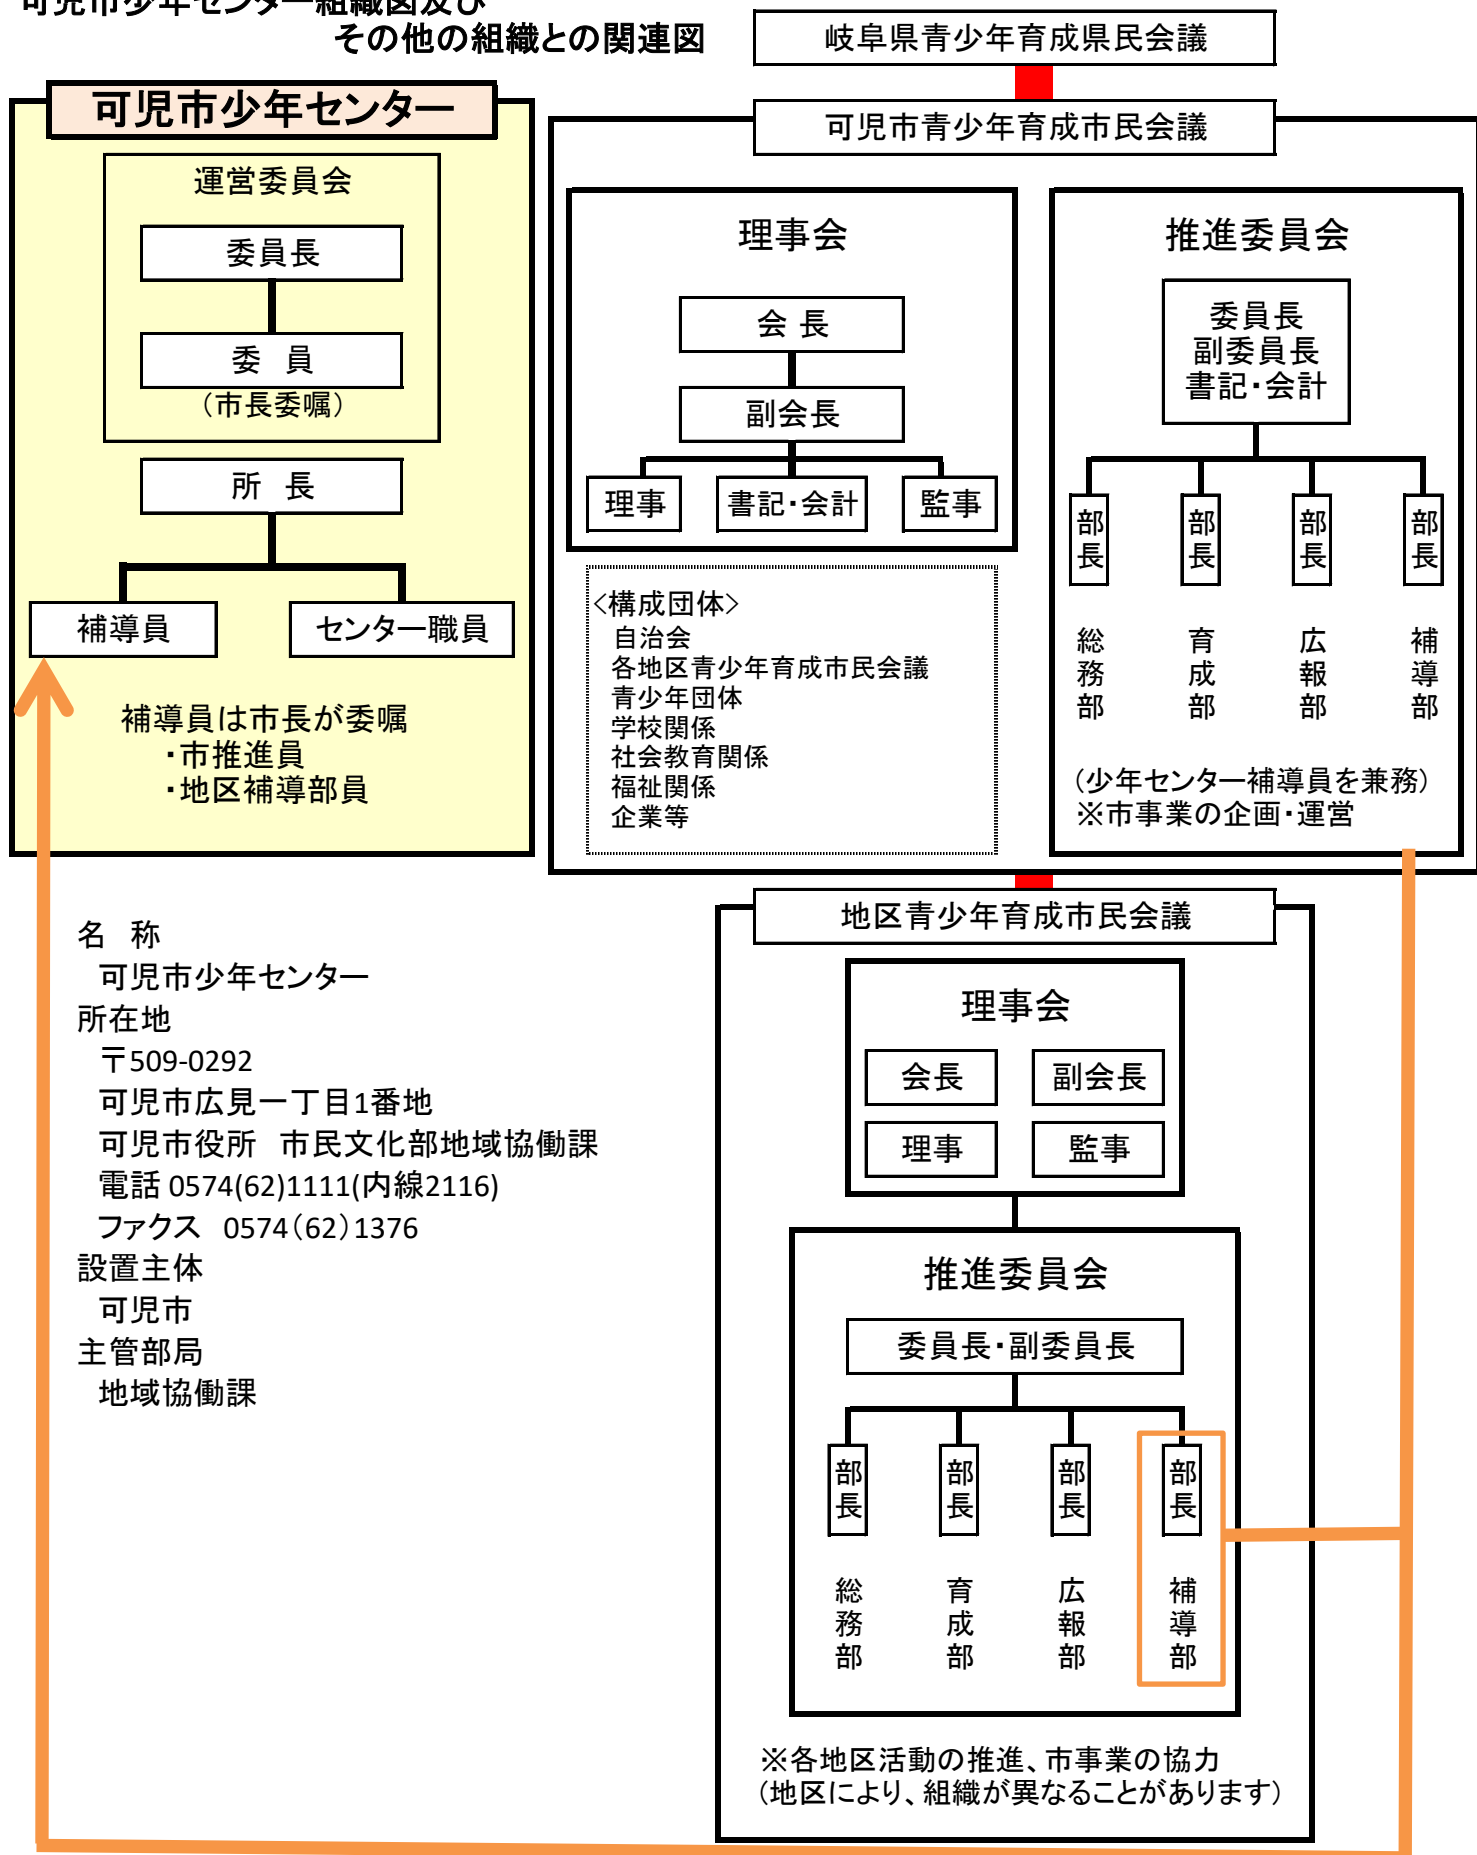 可児市少年センター組織図及び
その他の組織との関連図
可児市少年センター
運営委員会
委員長
委　員
（市長委嘱）
所　長
補導員
センター職員
補導員は市長が委嘱
・市推進員
・地区補導部員
岐阜県青少年育成県民会議
可児市青少年育成市民会議
理事会
会 長
副会長
理事
書記・会計
監事
<構成団体>
自治会
各地区青少年育成市民会議
青少年団体
学校関係
社会教育関係
福祉関係
企業等
推進委員会
委員長
副委員長
書記・会計
部長
部長
部長
部長
総務部
育成部
広報部
補導部
（少年センター補導員を兼務）
※市事業の企画・運営
名　称
可児市少年センター
所在地
〒509-0292
可児市広見一丁目1番地
可児市役所　市民文化部地域協働課
電話 0574(62)1111(内線2116)
ファクス　0574（62）1376
設置主体
可児市
主管部局
地域協働課
地区青少年育成市民会議
理事会
会長
副会長
理事
監事
推進委員会
委員長・副委員長
部長
部長
部長
部長
総務部
育成部
広報部
補導部
※各地区活動の推進、市事業の協力
（地区により、組織が異なることがあります）